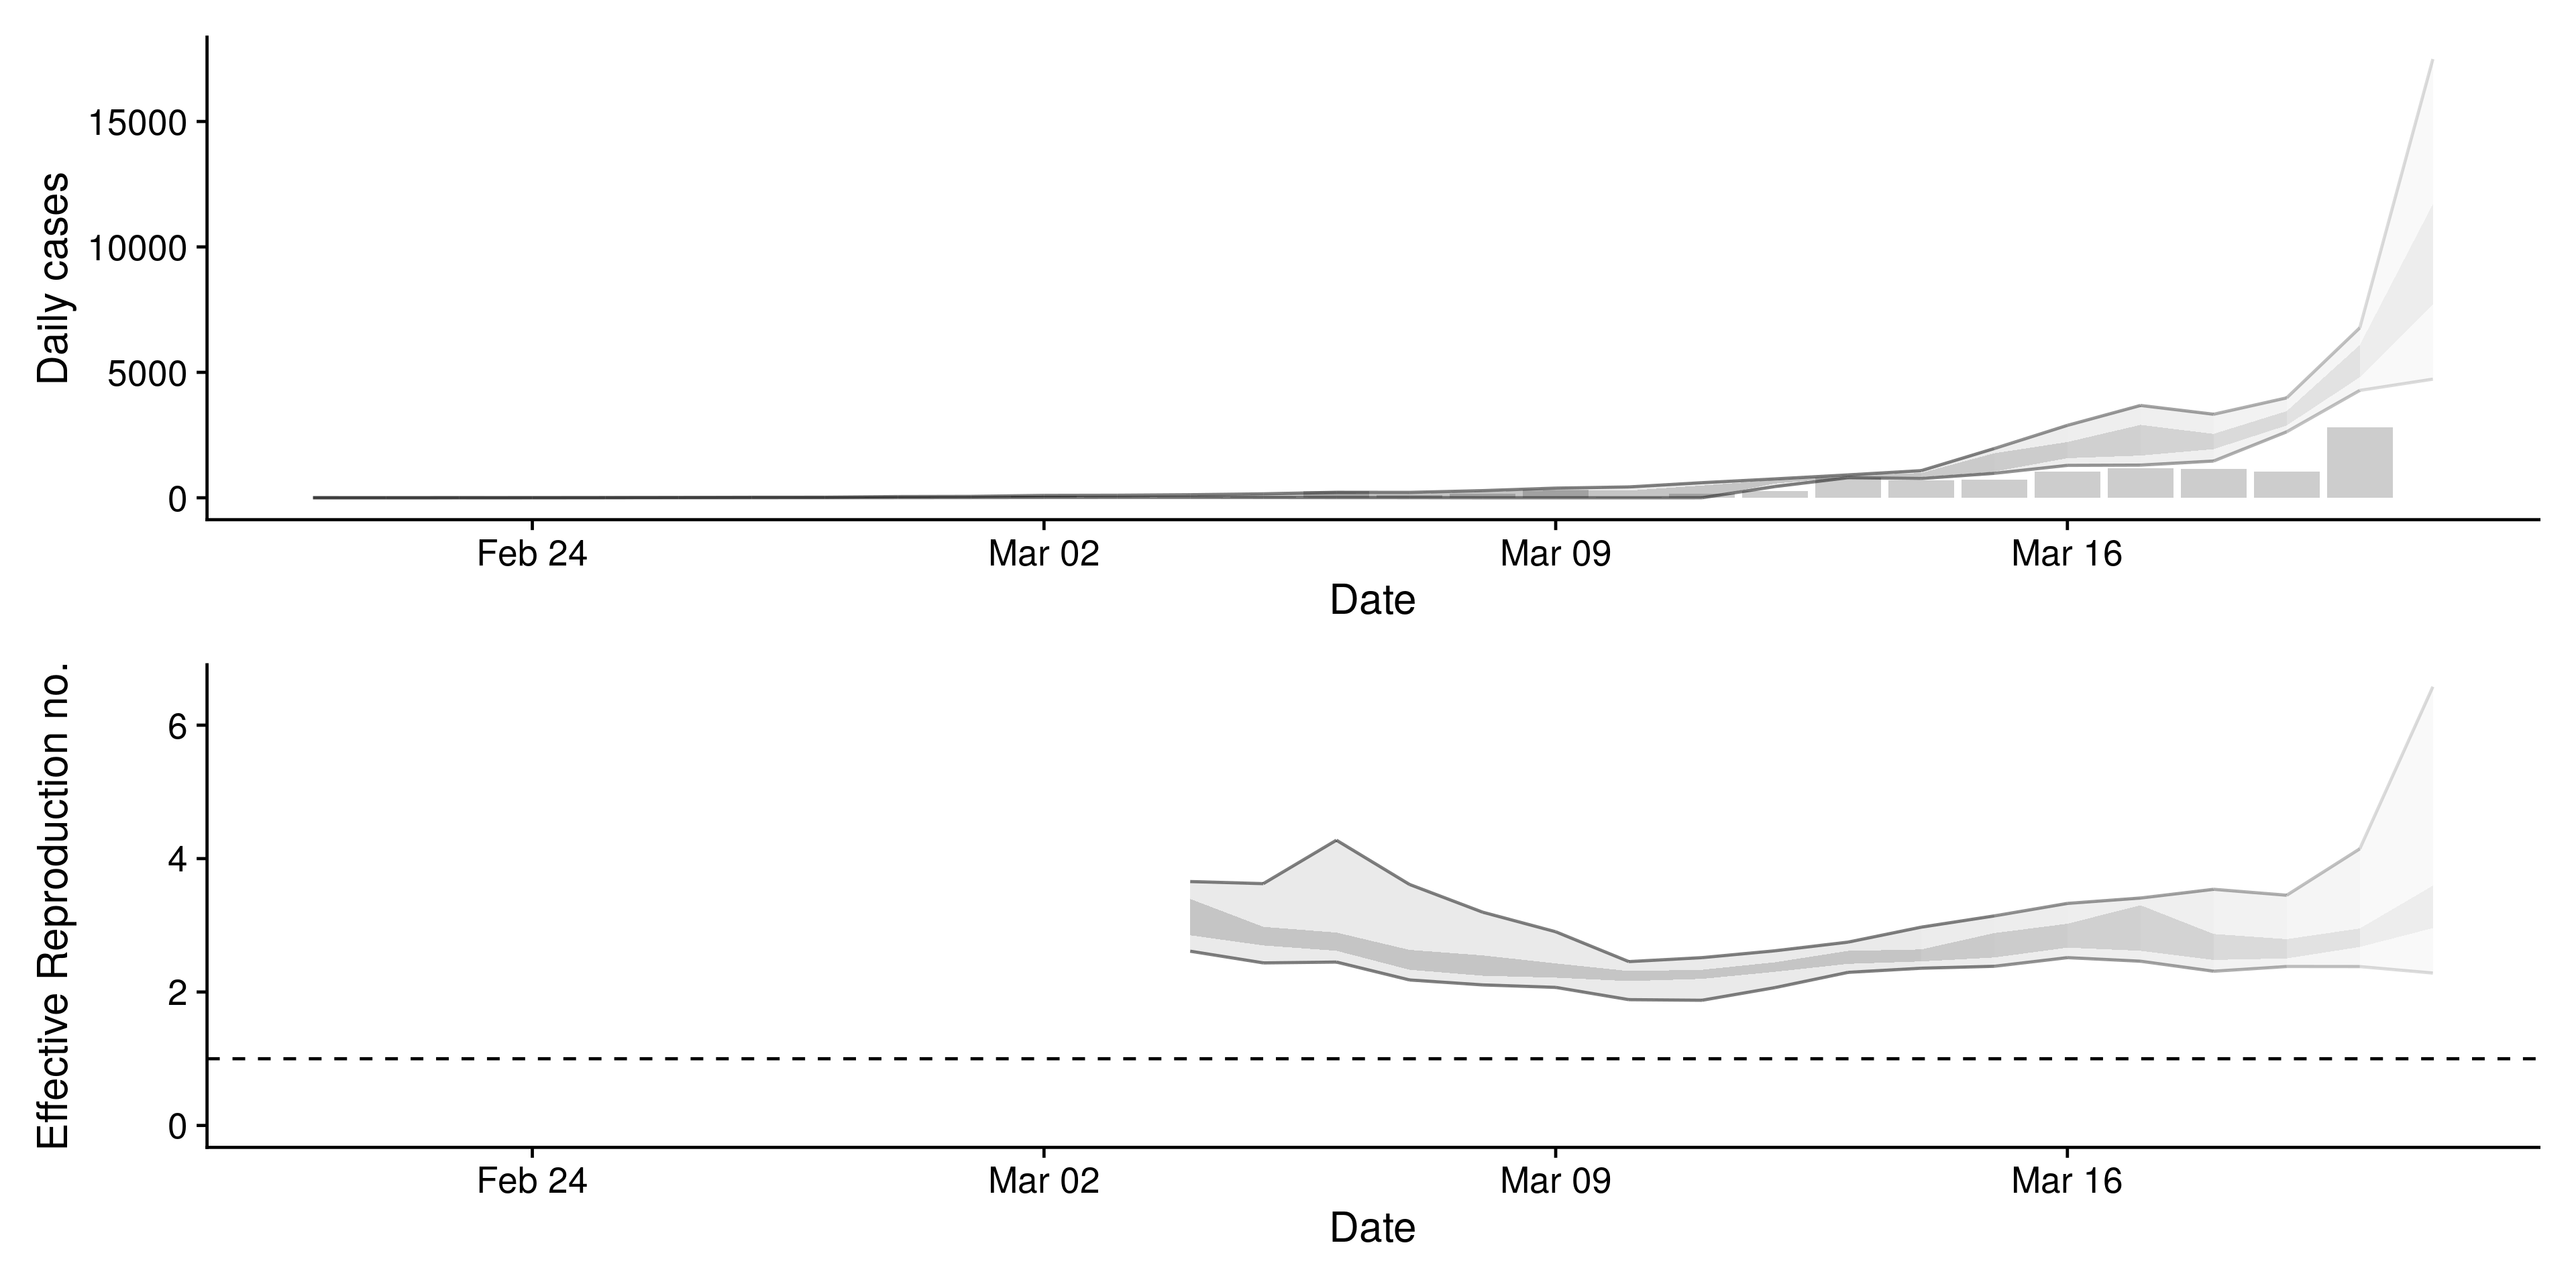 Daily cases
15000
10000
5000
0
Feb 24 Mar 02 Mar 09 Mar 16
Date
Effective Reproduction no.
6
4
2
0
Feb 24 Mar 02 Mar 09 Mar 16
Date